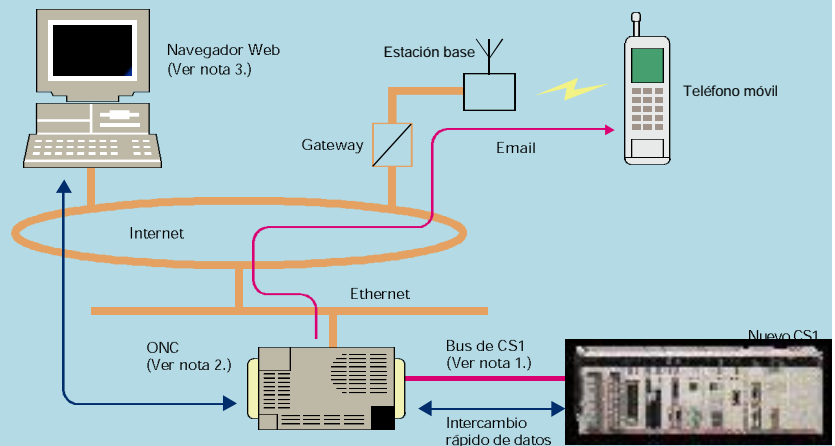 Navegador Web
(Ver nota 3.)
Estación base
Teléfono móvil
Gateway
Email
Internet
Ethernet
ONC
(Ver nota 2.)
Bus de CS1
(Ver nota 1.)
Nuevo CS1
Intercambio
rápido de datos